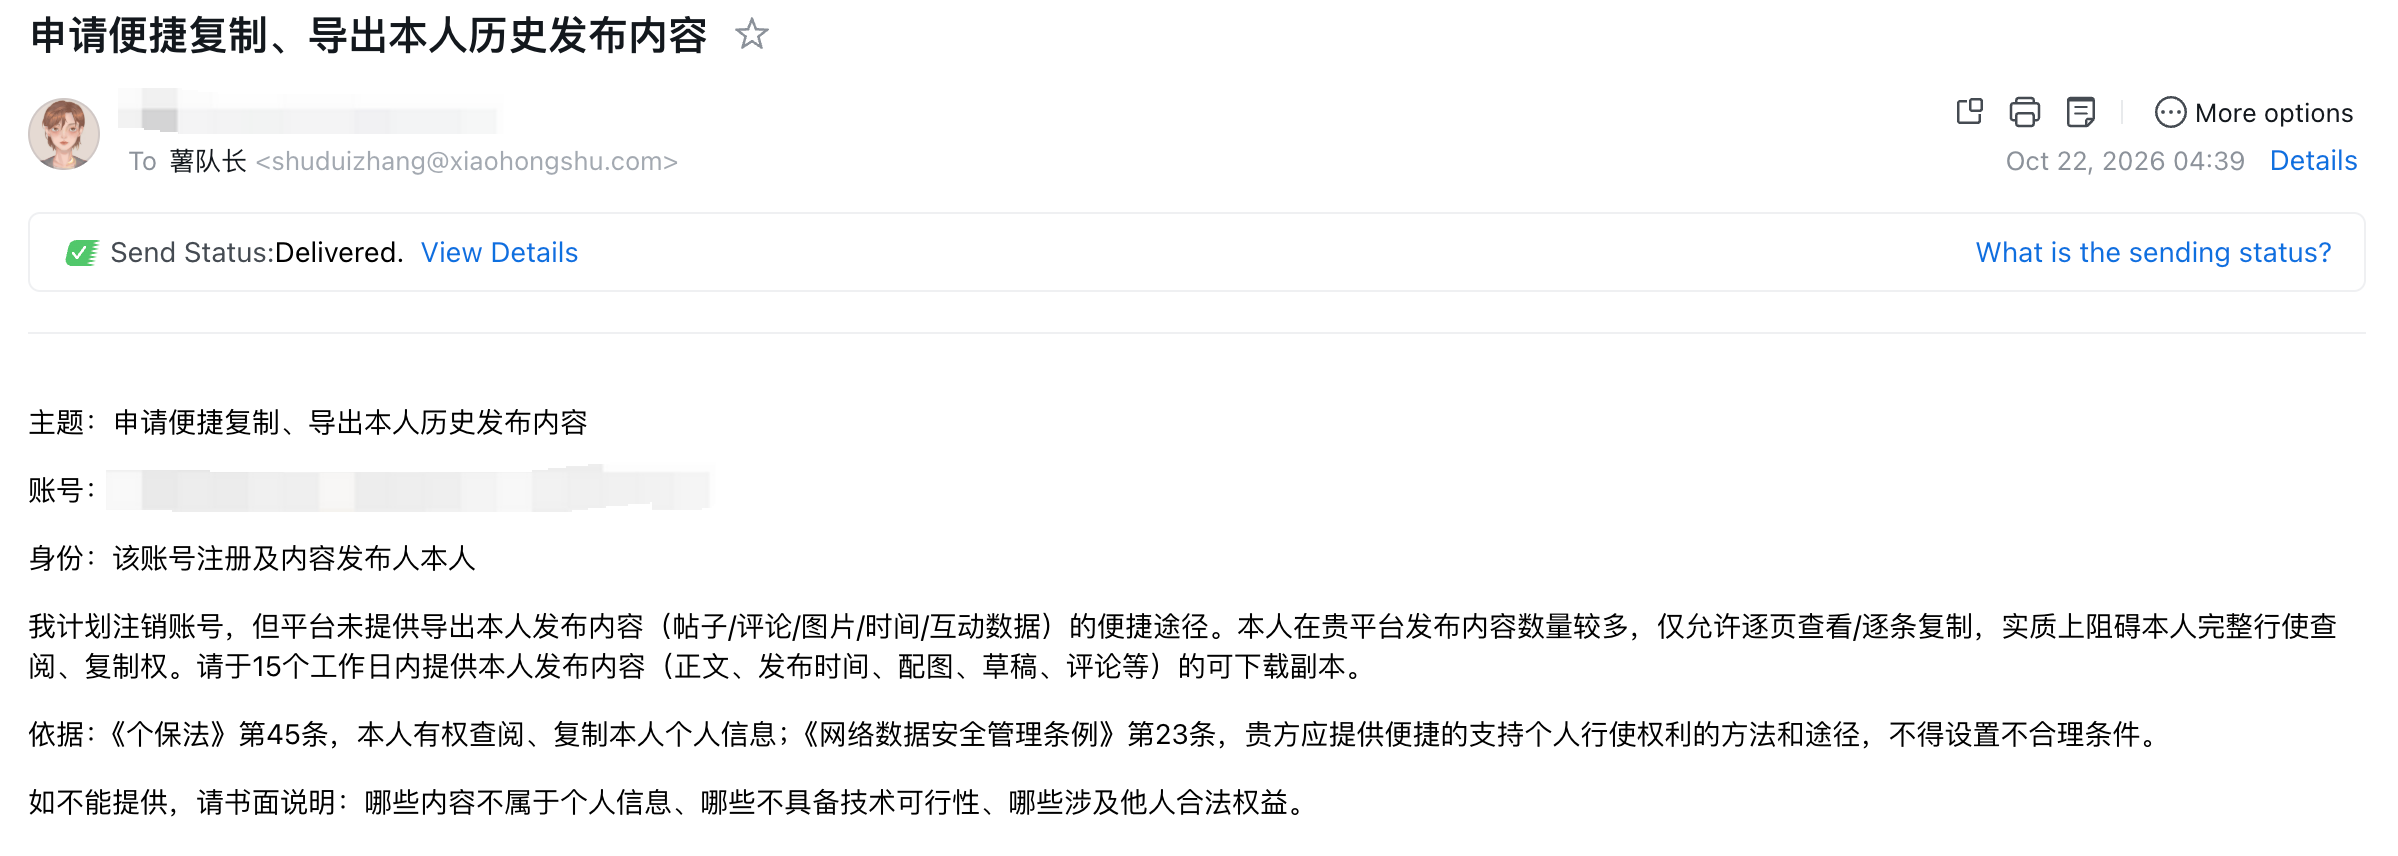 申请便捷复制、导出本人历史发布内容
More options
To 薯队长 <shuduizhang@xiaohongshu.com>
Oct 22, 2026 04:39 Details
Send Status:Delivered. View Details
What is the sending status?
主题：申请便捷复制、导出本人历史发布内容
账号：
身份：该账号注册及内容发布人本人
我计划注销账号，但平台未提供导出本人发布内容（帖子/评论/图片/时间/互动数据）的便捷途径。本人在贵平台发布内容数量较多，仅允许逐页查看/逐条复制，实质上阻碍本人完整行使查
阅、复制权。请于15个工作日内提供本人发布内容（正文、发布时间、配图、草稿、评论等）的可下载副本。
依据：《个保法》第45条，本人有权查阅、复制本人个人信息；《网络数据安全管理条例》第23条，贵方应提供便捷的支持个人行使权利的方法和途径，不得设置不合理条件。
如不能提供，请书面说明：哪些内容不属于个人信息、哪些不具备技术可行性、哪些涉及他人合法权益。